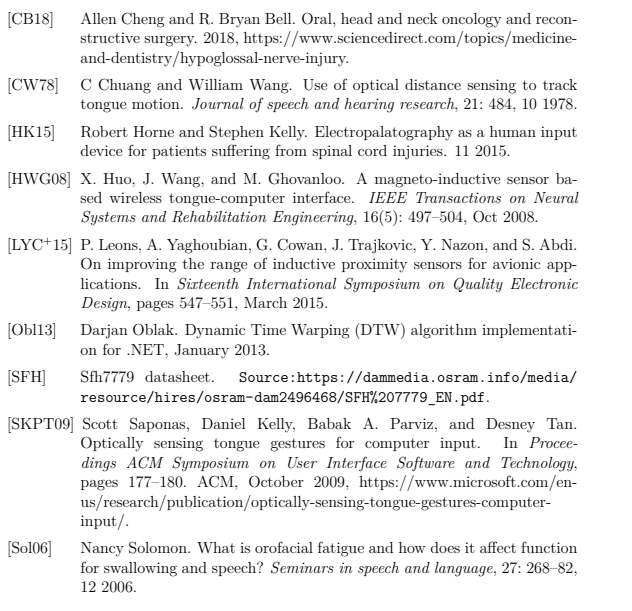 [CB18] Allen Cheng and R. Bryan Bell. Oral, head and neck oncology and recon-
structive surgery. 2018, https://www.sciencedirect.com/topics/medicine-
and-dentistry/hypoglossal-nerve-injury.
[CW78] C Chuang and William Wang. Use of optical distance sensing to track
tongue motion. Journal of speech and hearing research, 21: 484, 10 1978.
[HK15] Robert Horne and Stephen Kelly. Electropalatography as a human input
device for patients suffering from spinal cord injuries. 11 2015.
[HWG08] X. Huo, J. Wang, and M. Ghovanloo. A magneto-inductive sensor ba-
sed wireless tongue-computer interface. IEEE Transactions on Neural
Systems and Rehabilitation Engineering, 16(5): 497–504, Oct 2008.
[LYC+15] P. Leons, A. Yaghoubian, G. Cowan, J. Trajkovic, Y. Nazon, and S. Abdi.
On improving the range of inductive proximity sensors for avionic app-
lications. In Sixteenth International Symposium on Quality Electronic
Design, pages 547–551, March 2015.
[Obl13] Darjan Oblak. Dynamic Time Warping (DTW) algorithm implementati-
on for .NET, January 2013.
[SFH] Sfh7779 datasheet. Source:https://dammedia.osram.info/media/
resource/hires/osram-dam2496468/SFH%207779_EN.pdf.
[SKPT09] Scott Saponas, Daniel Kelly, Babak A. Parviz, and Desney Tan.
Optically sensing tongue gestures for computer input. In Procee-
dings ACM Symposium on User Interface Software and Technology,
pages 177–180. ACM, October 2009, https://www.microsoft.com/en-
us/research/publication/optically-sensing-tongue-gestures-computer-
input/.
[Sol06] Nancy Solomon. What is orofacial fatigue and how does it affect function
for swallowing and speech? Seminars in speech and language, 27: 268–82,
12 2006.